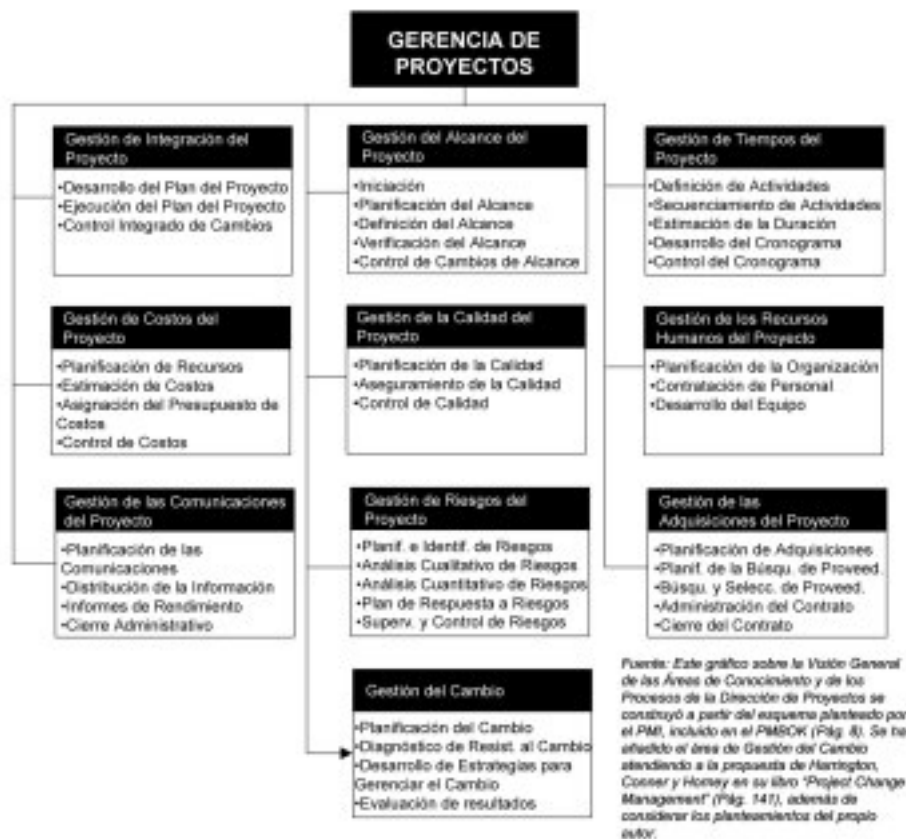 GERENCIA DE
PROYECTOS
Gestión de Integración del
Proyecto
•Desarrollo del Plan del Proyecto
•Ejecución del Plan del Proyecto
•Control Integrado de Cambios
Gestión del Alcance del
Proyecto
•Iniciación
•Planificación del Alcance
•Definición del Alcance
•Verificación del Alcance
•Control de Cambios de Alcance
Gestión de Tiempos del
Proyecto
•Definición de Actividades
•Secuenciamiento de Actividades
•Estimación de la Duración
•Desarrollo del Cronograma
•Control del Cronograma
Gestión de Costos del
Proyecto
•Planificación de Recursos
•Estimación de Costos
•Asignación del Presupuesto de
Costos
•Control de Costos
Gestión de la Calidad del
Proyecto
•Planificación de la Calidad
•Aseguramiento de la Calidad
•Control de Calidad
Gestión de los Recursos
Humanos del Proyecto
•Planificación de la Organización
•Contratación de Personal
•Desarrollo del Equipo
Gestión de las Comunicaciones
del Proyecto
•Planificación de las
Comunicaciones
•Distribución de la Información
•Informes de Rendimiento
•Cierre Administrativo
Gestión de Riesgos del
Proyecto
•Planif. e Identif. de Riesgos
•Análisis Cualitativo de Riesgos
•Análisis Cuantitativo de Riesgos
•Plan de Respuesta a Riesgos
•Superv. y Control de Riesgos
Gestión de las
Adquisiciones del Proyecto
•Planificación de Adquisiciones
•Planif. de la Búsqu. de Proveed.
•Búsqu. y Selecc. de Proveed.
•Administración del Contrato
•Cierre del Contrato
Gestión del Cambio
•Planificación del Cambio
•Diagnóstico de Resist. al Cambio
•Desarrollo de Estrategias para
Gerenciar el Cambio
•Evaluación de resultados
Fuente: Este gráfico sobre la Visión General
de las Áreas de Conocimiento y de los
Procesos de la Dirección de Proyectos se
construyó a partir del esquema planteado por
el PMI, incluido en el PMBOK (Pág. 8). Se ha
añadido el área de Gestión del Cambio
atendiendo a la propuesta de Harrington,
Conner y Horney en su libro "Project Change
Management" (Pág. 141), además de
considerar los planteamientos del propio
autor.